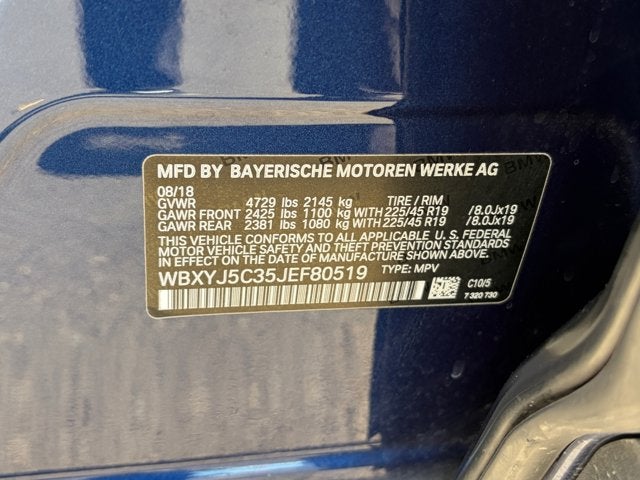 MFD BY BAYERISCHE MOTOREN WERKE AG
08/18
GVWR 4729 lbs 2145 kg TIRE / RIM
GAWR FRONT 2425 lbs 1100 kg WITH 225/45 R19 /8.0Jx19
GAWR REAR 2381 lbs 1080 kg WITH 225/45 R19 /8.0Jx19
THIS VEHICLE CONFORMS TO ALL APPLICABLE U. S. FEDERAL
MOTOR VEHICLE SAFETY AND THEFT PREVENTION STANDARDS
IN EFFECT ON THE DATE OF MANUFACTURE SHOWN ABOVE.
WBXYJ5C35JEF80519 TYPE: MPV
C10/5
7 320 730